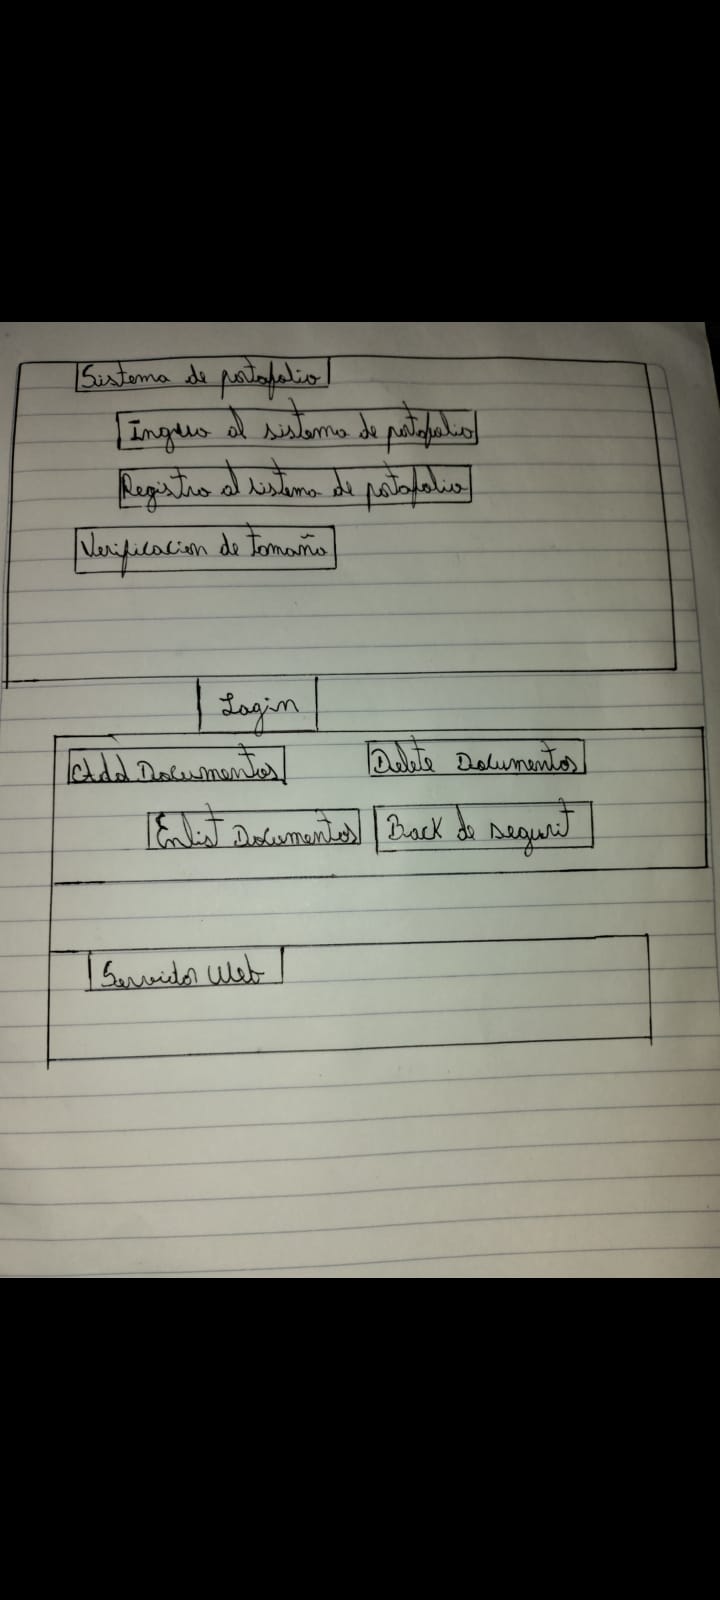 Sistema de portafolio
Ingreso al sistema de portafolio
Registro al sistema de portafolio
Verificacion de tamaño
Login
Add Documentos
Delete Documentos
Enlist Documentos
Back de segurit
Servidor Web